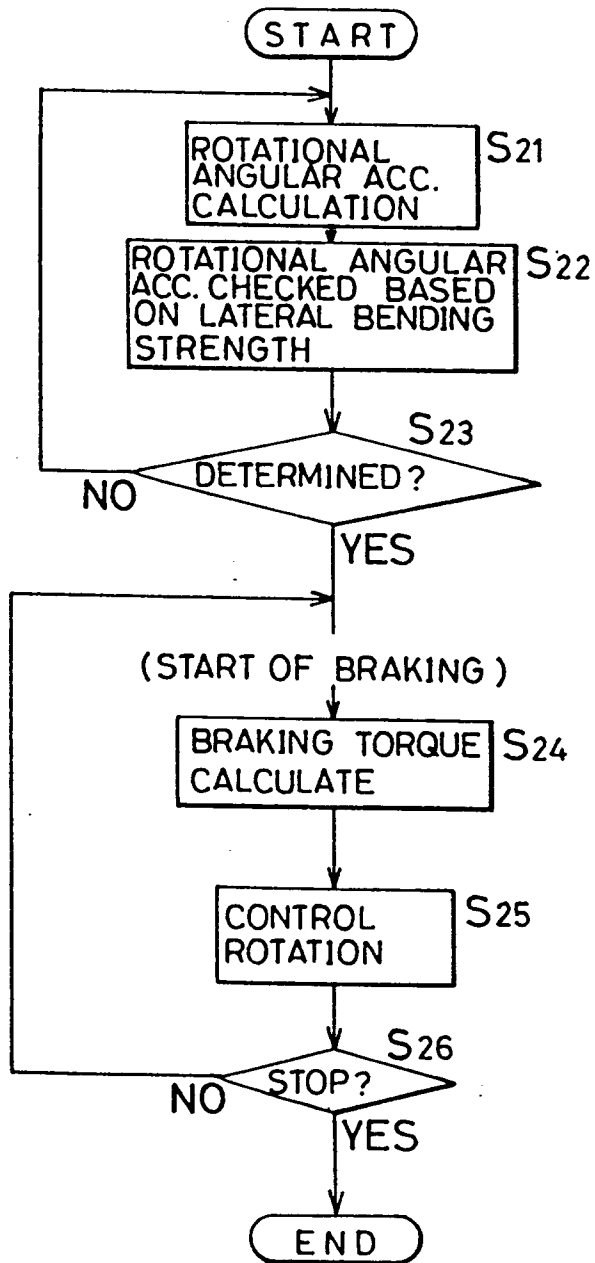 START
ROTATIONAL
ANGULAR ACC.
CALCULATION
S21
ROTATIONAL ANGULAR
ACC. CHECKED BASED
ON LATERAL BENDING
STRENGTH
S22
S23
DETERMINED?
NO
YES
(START OF BRAKING)
BRAKING TORQUE
CALCULATE
S24
CONTROL
ROTATION
S25
S26
STOP?
NO
YES
END